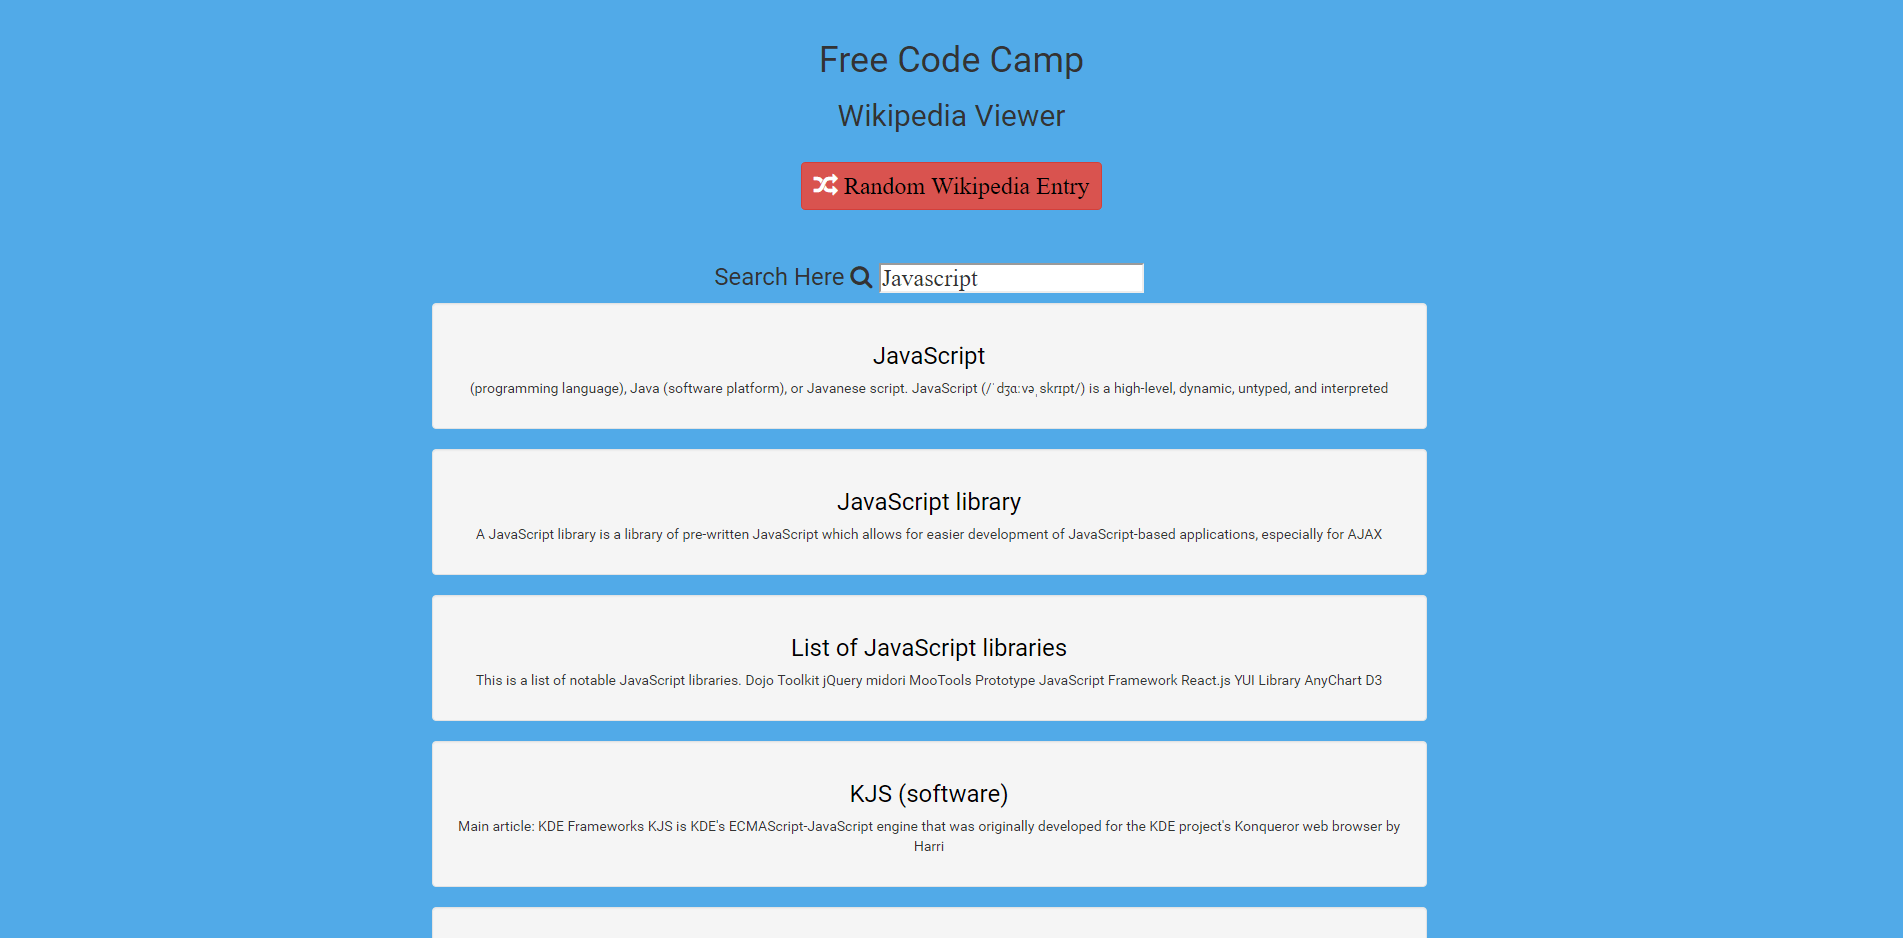 Free Code Camp
Wikipedia Viewer
Random Wikipedia Entry
Search Here Javascript
JavaScript
(programming language), Java (software platform), or Javanese script. JavaScript (/ˈdʒɑːvəˌskrɪpt/) is a high-level, dynamic, untyped, and interpreted
JavaScript library
A JavaScript library is a library of pre-written JavaScript which allows for easier development of JavaScript-based applications, especially for AJAX
List of JavaScript libraries
This is a list of notable JavaScript libraries. Dojo Toolkit jQuery midori MooTools Prototype JavaScript Framework React.js YUI Library AnyChart D3
KJS (software)
Main article: KDE Frameworks KJS is KDE's ECMAScript-JavaScript engine that was originally developed for the KDE project's Konqueror web browser by
Harri